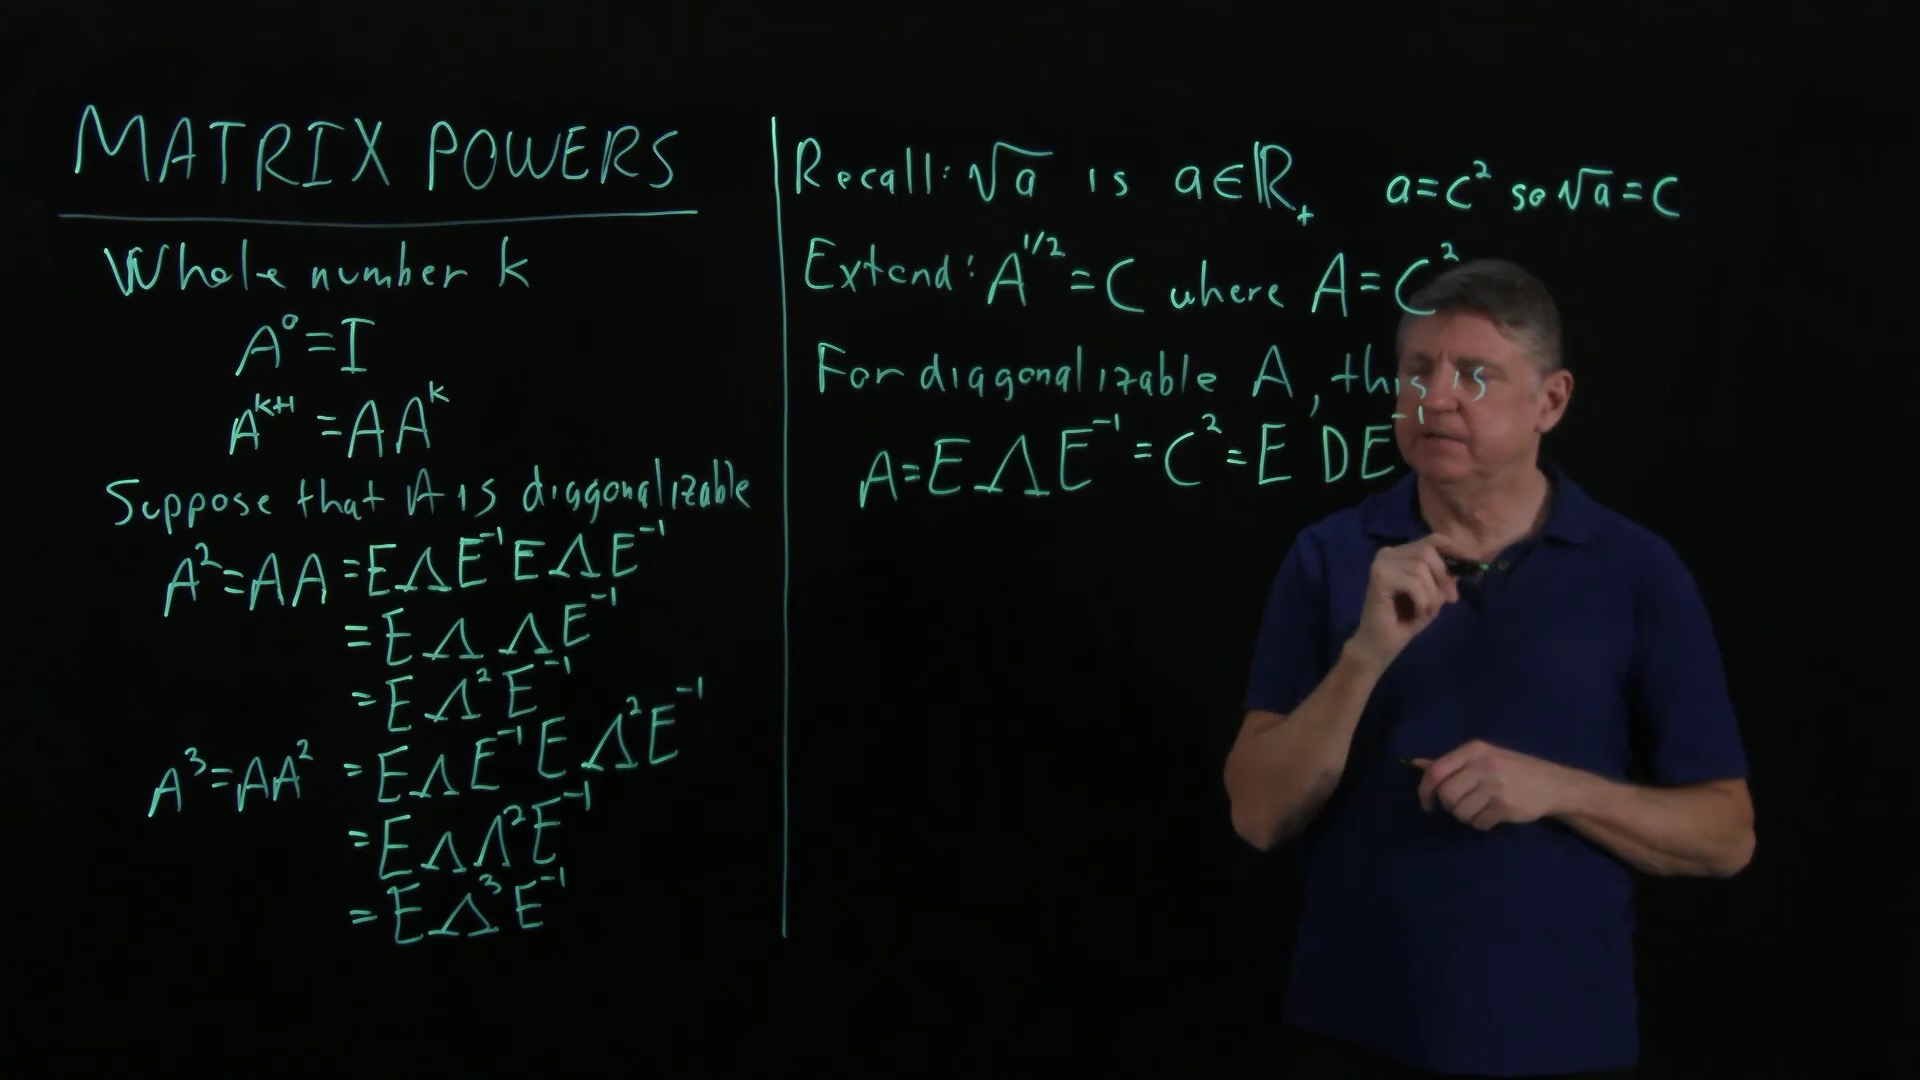 MATRIX POWERS
Whole number k
A⁰=I
Aᵏ⁺¹=AAᵏ
Suppose that A is diagonalizable
A²=AA=EΛE⁻¹EΛE⁻¹
=EΛΛE⁻¹
=EΛ²E⁻¹
A³=AA²=EΛE⁻¹EΛ²E⁻¹
=EΛΛ²E⁻¹
=EΛ³E⁻¹
Recall: √a is a∈ℝ₊ a=c² so √a=c
Extend: A^{1/2}=C where A=C²
For diagonalizable A, this is
A=EΛE⁻¹=C²=E DE⁻¹